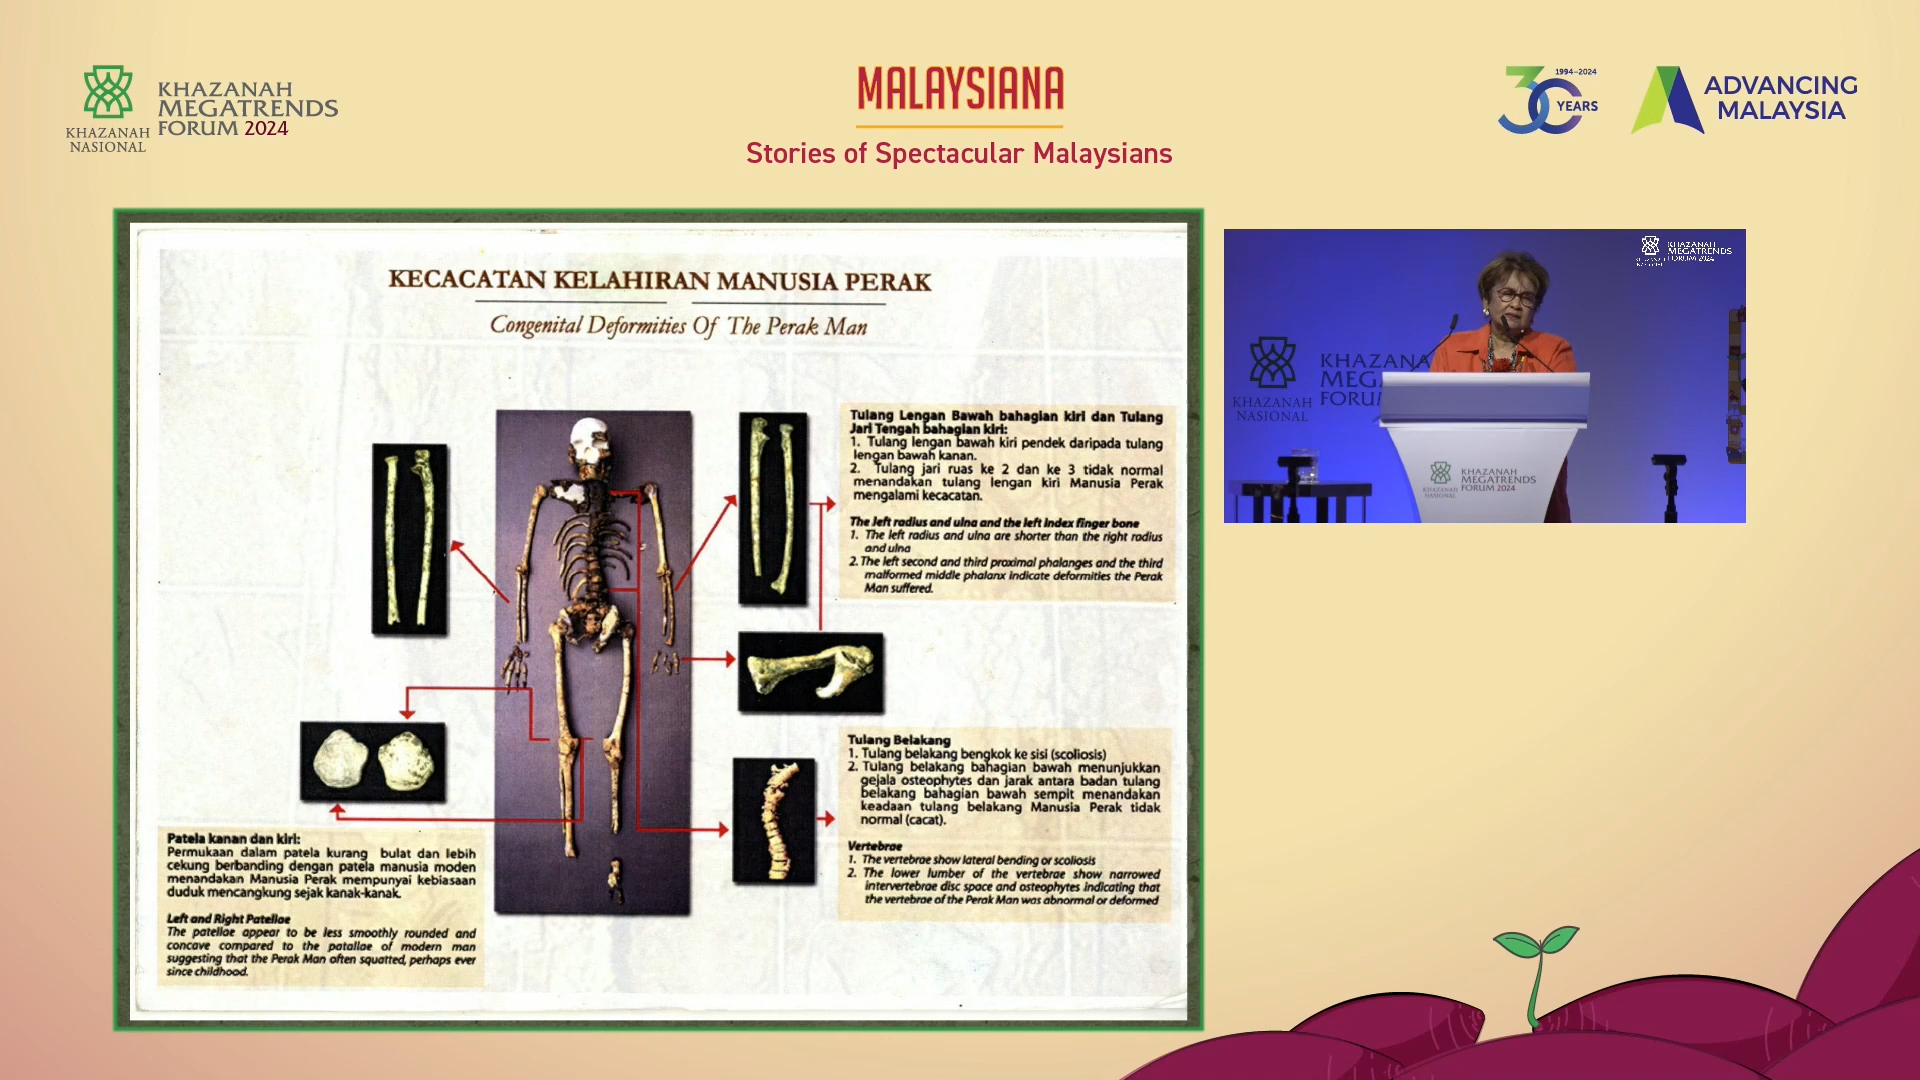 KHAZANAH
NASIONAL
KHAZANAH
MEGATRENDS
FORUM 2024
MALAYSIANA
Stories of Spectacular Malaysians
1994–2024
30 YEARS
ADVANCING
MALAYSIA
KECACATAN KELAHIRAN MANUSIA PERAK
Congenital Deformities Of The Perak Man
Tulang Lengan Bawah bahagian kiri dan Tulang
Jari Tengah bahagian kiri:
1. Tulang lengan bawah kiri pendek daripada tulang
lengan bawah kanan.
2. Tulang jari ruas ke 2 dan ke 3 tidak normal
menandakan tulang lengan kiri Manusia Perak
mengalami kecacatan.
The left radius and ulna and the left index finger bone
1. The left radius and ulna are shorter than the right radius
and ulna
2. The left second and third proximal phalanges and the third
malformed middle phalanx indicate deformities the Perak
Man suffered.
Tulang Belakang
1. Tulang belakang bengkok ke sisi (scoliosis)
2. Tulang belakang bahagian bawah menunjukkan
gejala osteophytes dan jarak antara badan tulang
belakang bahagian bawah sempit menandakan
keadaan tulang belakang Manusia Perak tidak
normal (cacat).
Vertebrae
1. The vertebrae show lateral bending or scoliosis
2. The lower lumber of the vertebrae show narrowed
intervertebrae disc space and osteophytes indicating that
the vertebrae of the Perak Man was abnormal or deformed
Patela kanan dan kiri:
Permukaan dalam patela kurang bulat dan lebih
cekung berbanding dengan patela manusia moden
menandakan Manusia Perak mempunyai kebiasaan
duduk mencangkung sejak kanak-kanak.
Left and Right Patellae
The patellae appear to be less smoothly rounded and
concave compared to the patallae of modern man
suggesting that the Perak Man often squatted, perhaps ever
since childhood.
KHAZANAH
MEGATRENDS
FORUM 2024
KHAZANAH
NASIONAL
KHAZANA
MEGA
FORU
KHAZANAH
NASIONAL
KHAZANAH
MEGATRENDS
FORUM 2024